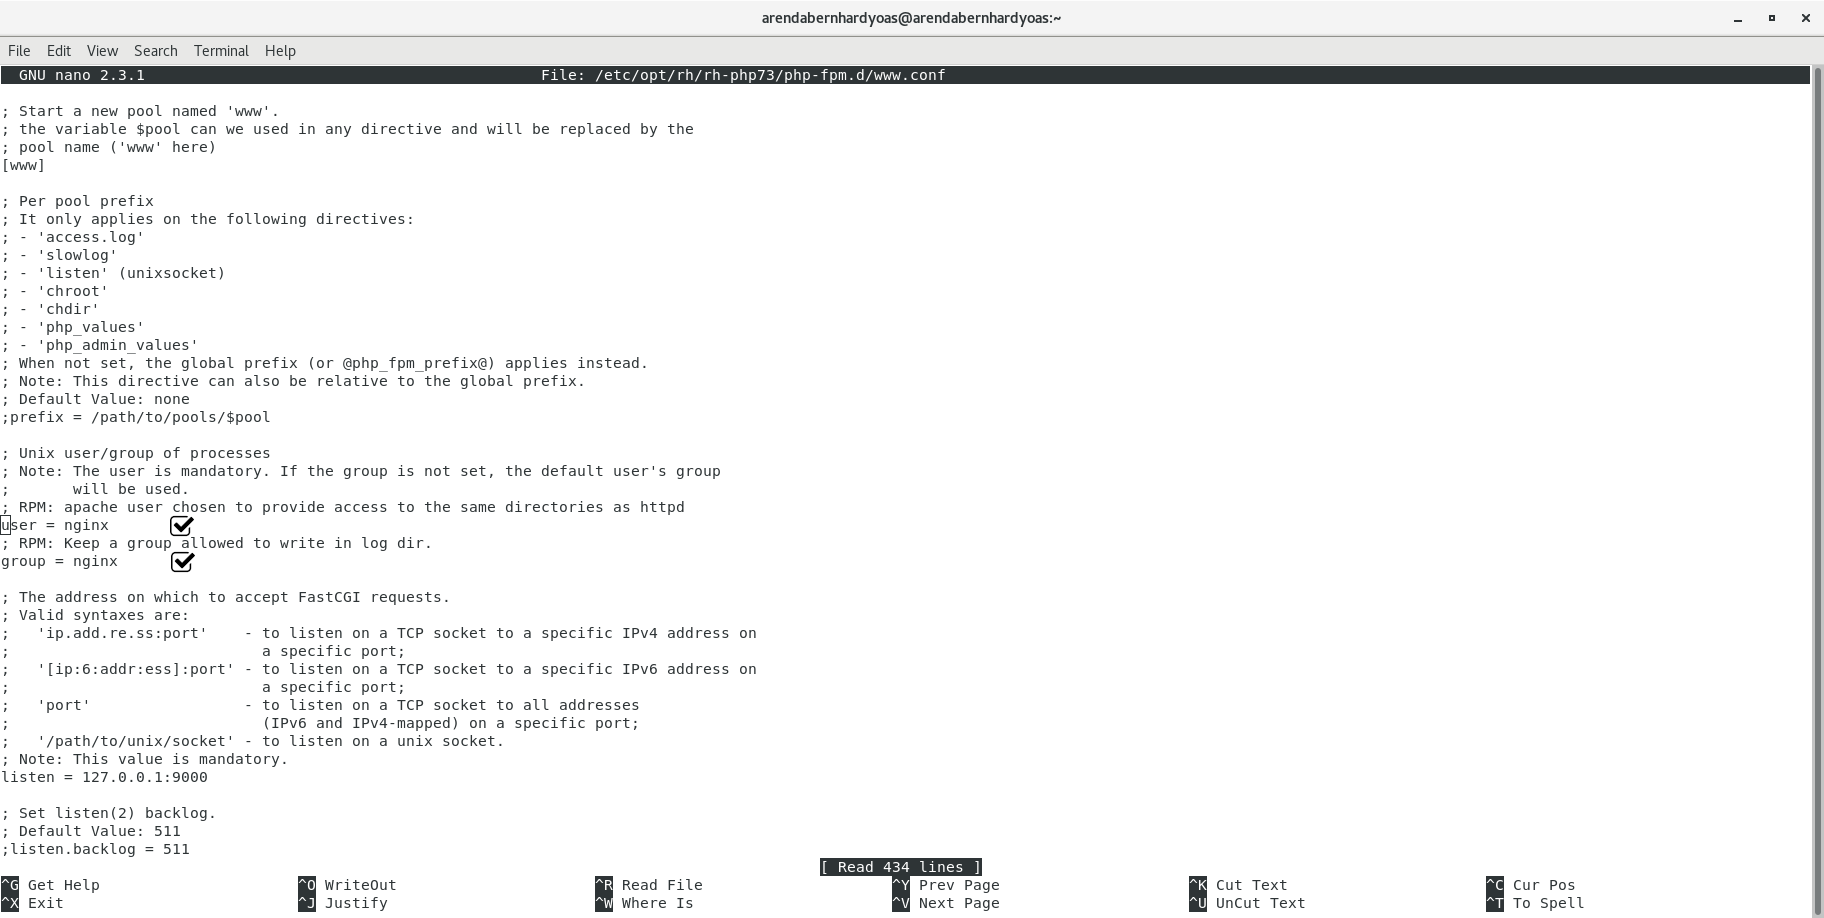 arendabernhardyoas@arendabernhardyoas:~
File Edit View Search Terminal Help
GNU nano 2.3.1 File: /etc/opt/rh/rh-php73/php-fpm.d/www.conf
; Start a new pool named 'www'.
; the variable $pool can we used in any directive and will be replaced by the
; pool name ('www' here)
[www]
; Per pool prefix
; It only applies on the following directives:
; - 'access.log'
; - 'slowlog'
; - 'listen' (unixsocket)
; - 'chroot'
; - 'chdir'
; - 'php_values'
; - 'php_admin_values'
; When not set, the global prefix (or @php_fpm_prefix@) applies instead.
; Note: This directive can also be relative to the global prefix.
; Default Value: none
;prefix = /path/to/pools/$pool
; Unix user/group of processes
; Note: The user is mandatory. If the group is not set, the default user's group
;       will be used.
; RPM: apache user chosen to provide access to the same directories as httpd
user = nginx
; RPM: Keep a group allowed to write in log dir.
group = nginx
; The address on which to accept FastCGI requests.
; Valid syntaxes are:
;   'ip.add.re.ss:port'    - to listen on a TCP socket to a specific IPv4 address on
;                            a specific port;
;   '[ip:6:addr:ess]:port' - to listen on a TCP socket to a specific IPv6 address on
;                            a specific port;
;   'port'                 - to listen on a TCP socket to all addresses
;                            (IPv6 and IPv4-mapped) on a specific port;
;   '/path/to/unix/socket' - to listen on a unix socket.
; Note: This value is mandatory.
listen = 127.0.0.1:9000
; Set listen(2) backlog.
; Default Value: 511
;listen.backlog = 511
[ Read 434 lines ]
^G Get Help ^O WriteOut ^R Read File ^Y Prev Page ^K Cut Text ^C Cur Pos
^X Exit ^J Justify ^W Where Is ^V Next Page ^U UnCut Text ^T To Spell